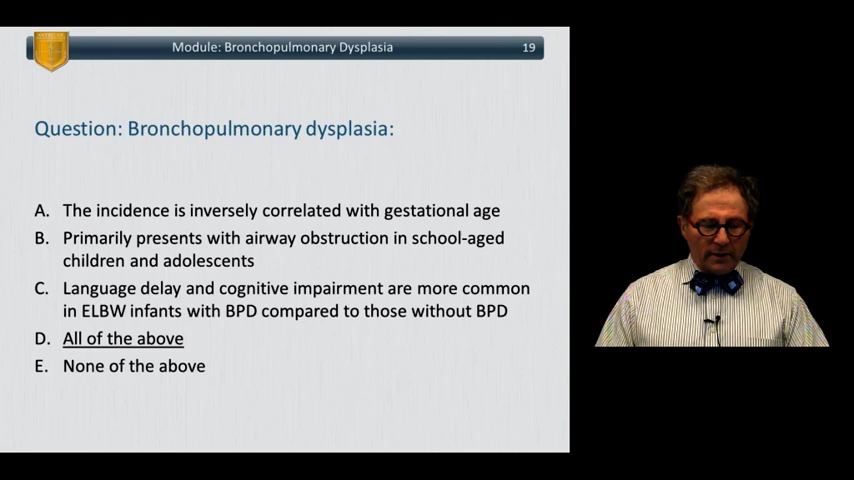 Module: Bronchopulmonary Dysplasia 19
Question: Bronchopulmonary dysplasia:
A. The incidence is inversely correlated with gestational age
B. Primarily presents with airway obstruction in school-aged
children and adolescents
C. Language delay and cognitive impairment are more common
in ELBW infants with BPD compared to those without BPD
D. All of the above
E. None of the above